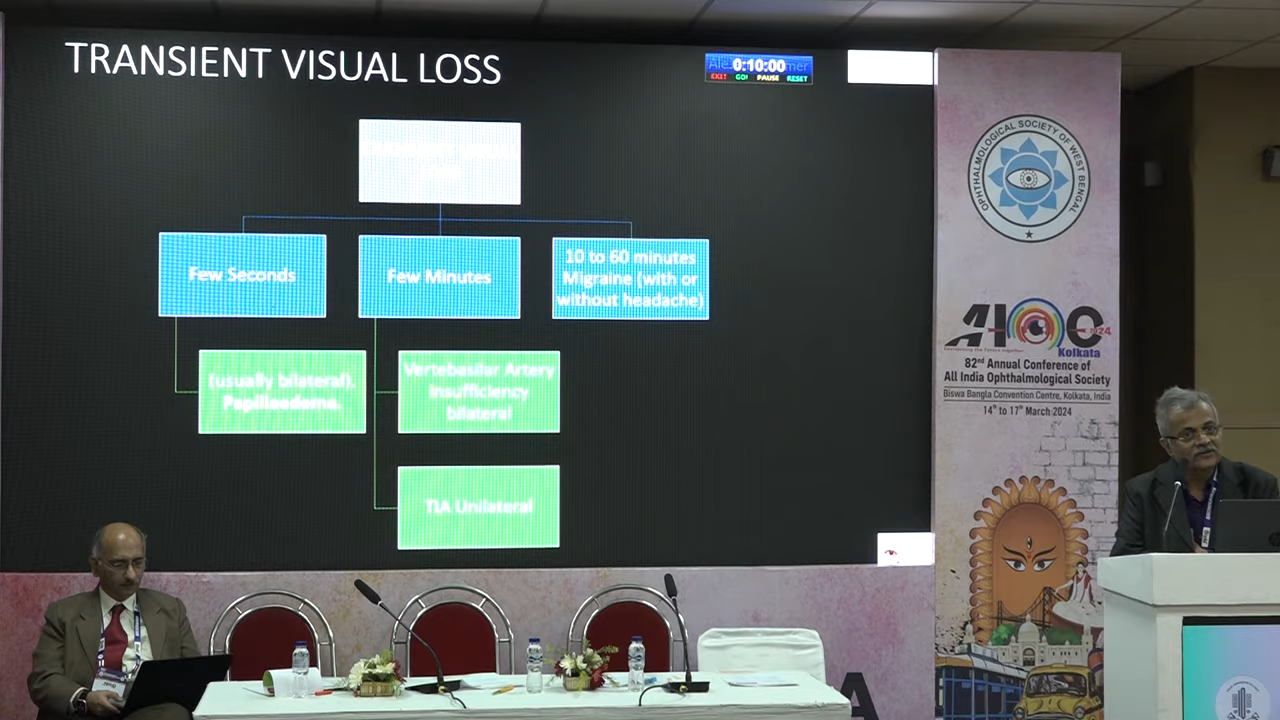 TRANSIENT VISUAL LOSS
0:10:00
EXIT GO! PAUSE RESET
Few Seconds
Few Minutes
10 to 60 minutes
Migraine (with or
without headache)
(usually bilateral).
Papilloedema.
Vertebasilar Artery
insufficiency
bilateral
TIA Unilateral
OPHTHALMOLOGICAL SOCIETY OF WEST BENGAL
AIOC
2024
Kolkata
82nd Annual Conference of
All India Ophthalmological Society
Biswa Bangla Convention Centre, Kolkata, India
14th to 17th March 2024